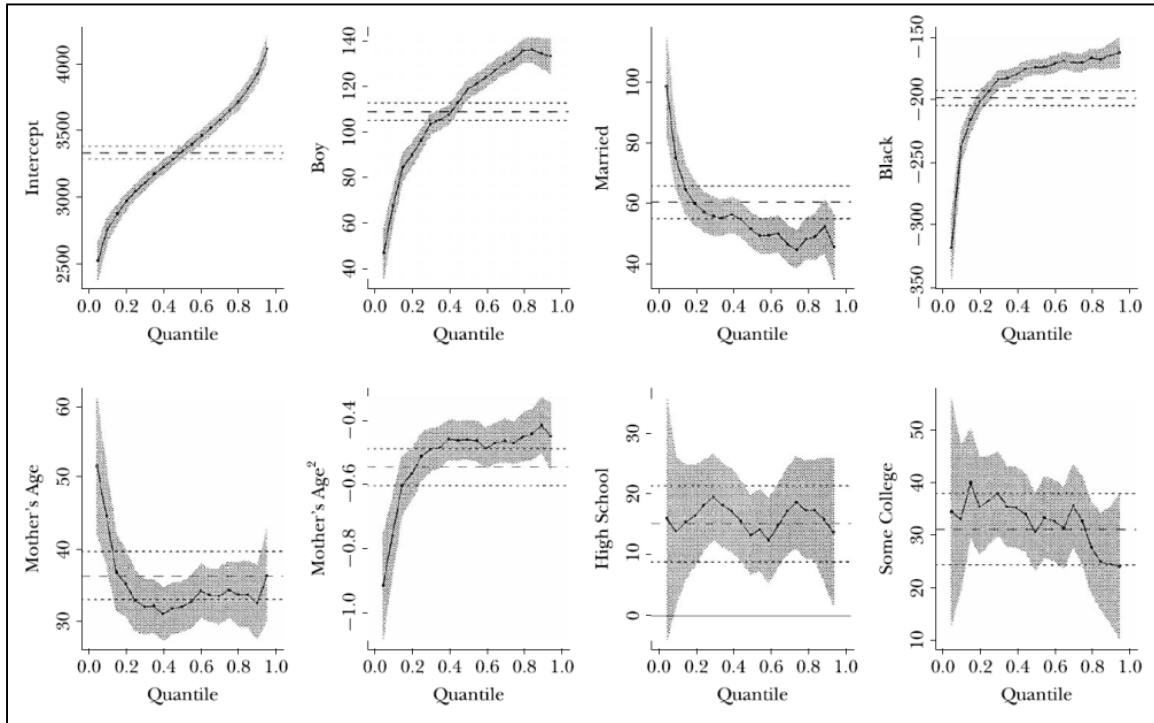 Intercept
4000
3500
3000
2500
0.0 0.2 0.4 0.6 0.8 1.0
Quantile
Boy
140
120
100
80
60
40
0.0 0.2 0.4 0.6 0.8 1.0
Quantile
Married
100
80
60
40
0.0 0.2 0.4 0.6 0.8 1.0
Quantile
Black
−150
−200
−250
−300
−350
0.0 0.2 0.4 0.6 0.8 1.0
Quantile
Mother's Age
60
50
40
30
0.0 0.2 0.4 0.6 0.8 1.0
Quantile
Mother's Age²
−0.4
−0.6
−0.8
−1.0
0.0 0.2 0.4 0.6 0.8 1.0
Quantile
High School
30
20
10
0
0.0 0.2 0.4 0.6 0.8 1.0
Quantile
Some College
50
40
30
20
10
0.0 0.2 0.4 0.6 0.8 1.0
Quantile